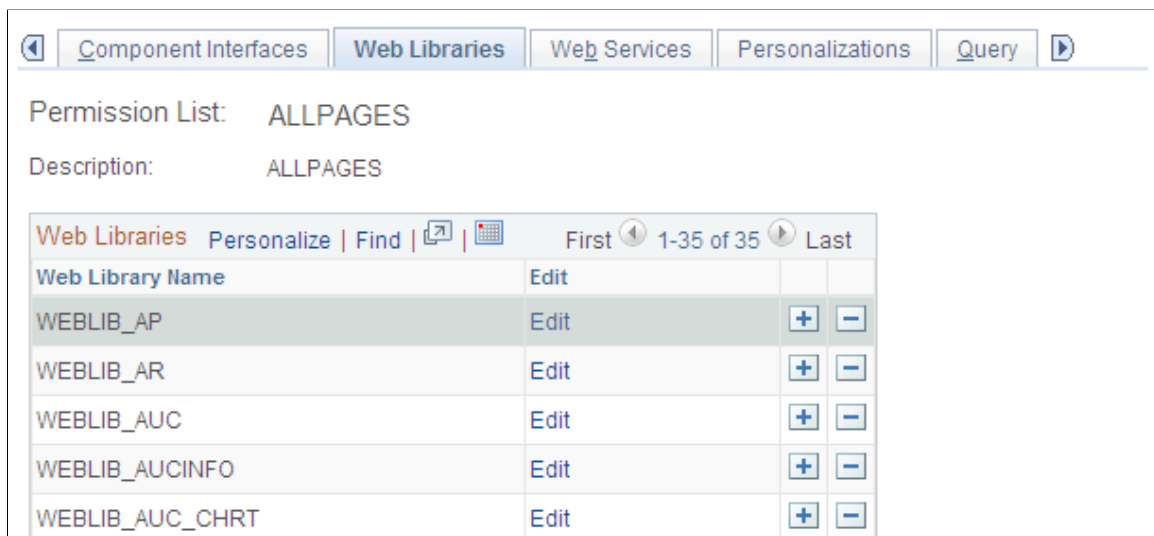 Component Interfaces Web Libraries Web Services Personalizations Query
Permission List: ALLPAGES
Description: ALLPAGES
Web Libraries Personalize | Find | | First 1-35 of 35 Last
Web Library Name Edit
WEBLIB_AP Edit
WEBLIB_AR Edit
WEBLIB_AUC Edit
WEBLIB_AUCINFO Edit
WEBLIB_AUC_CHRT Edit